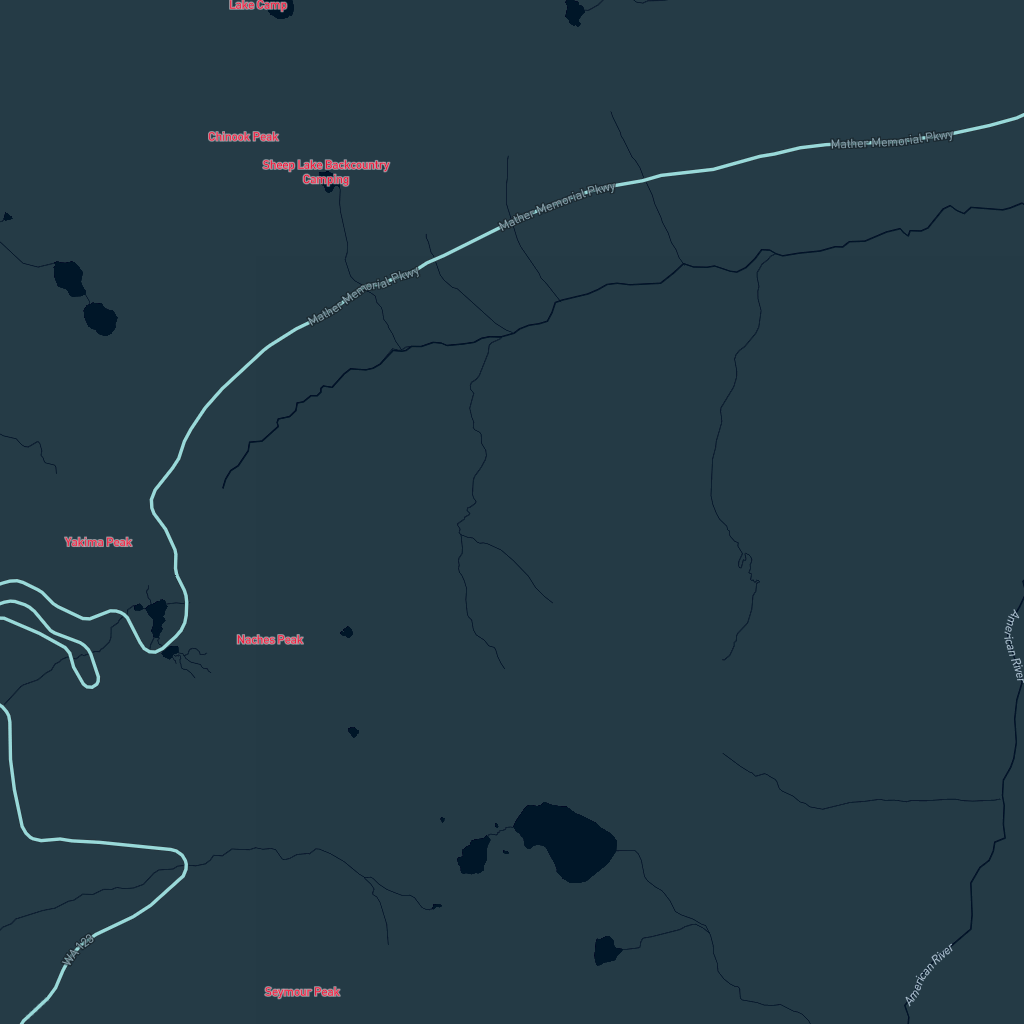 Lake Camp
Chinook Peak
Mather Memorial Pkwy
Sheep Lake Backcountry
Camping
Mather Memorial Pkwy
Mather Memorial Pkwy
Yakima Peak
Naches Peak
American River
WA 123
American River
Seymour Peak